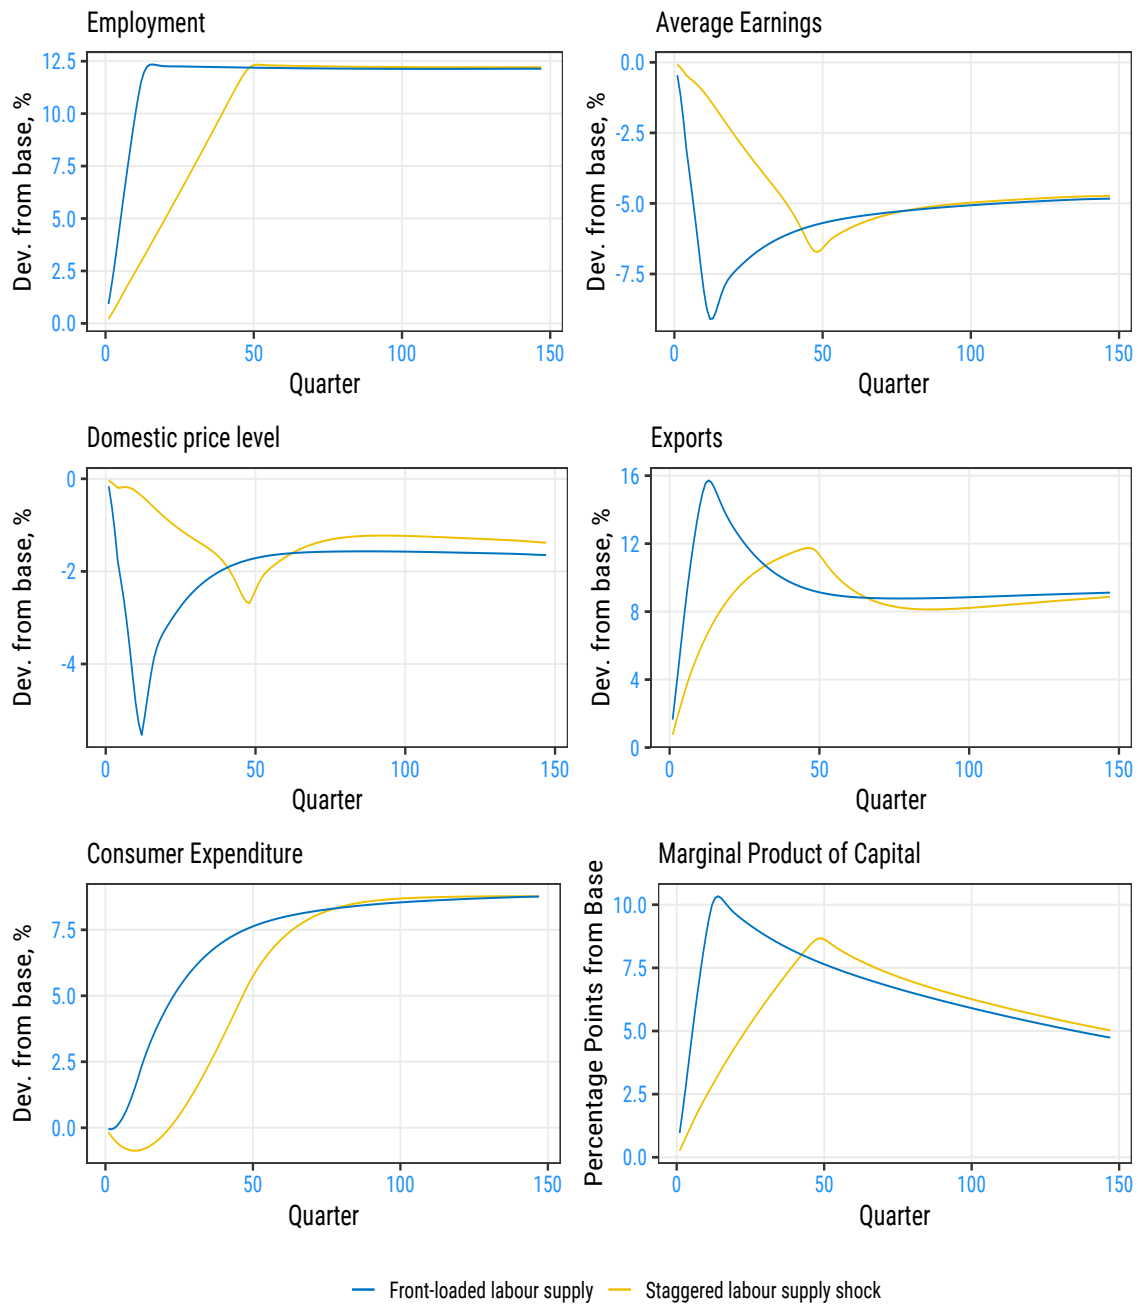 Employment
Dev. from base, %
12.5
10.0
7.5
5.0
2.5
0.0
0 50 100 150
Quarter
Average Earnings
Dev. from base, %
0.0
-2.5
-5.0
-7.5
0 50 100 150
Quarter
Domestic price level
Dev. from base, %
0
-2
-4
0 50 100 150
Quarter
Exports
Dev. from base, %
16
12
8
4
0
0 50 100 150
Quarter
Consumer Expenditure
Dev. from base, %
7.5
5.0
2.5
0.0
0 50 100 150
Quarter
Marginal Product of Capital
Percentage Points from Base
10.0
7.5
5.0
2.5
0.0
0 50 100 150
Quarter
Front-loaded labour supply
Staggered labour supply shock